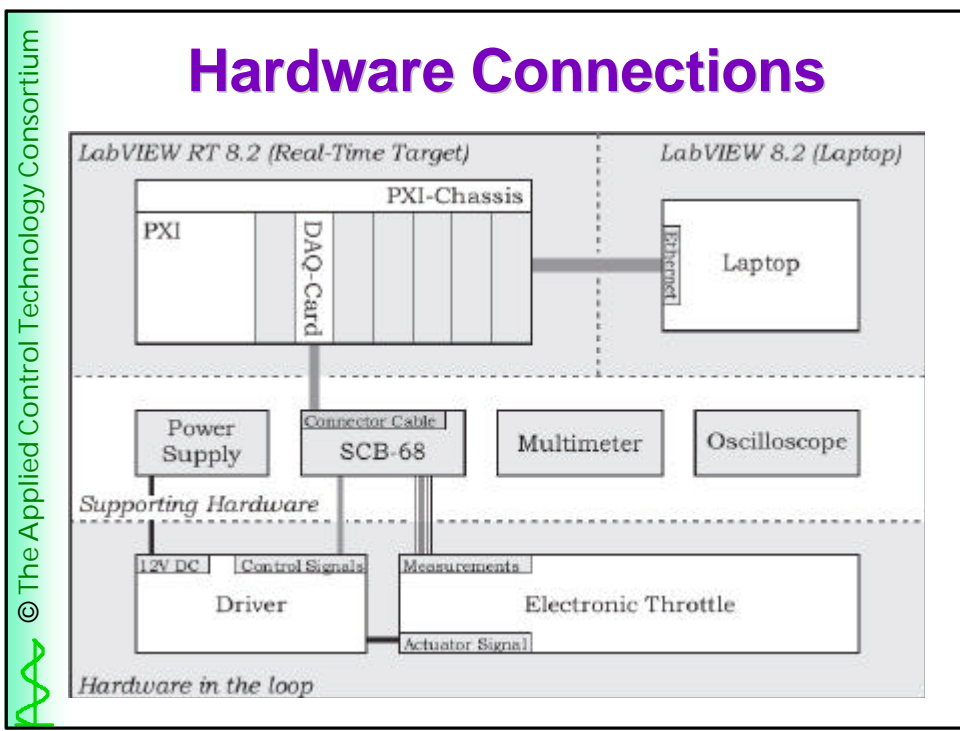 Hardware Connections
© The Applied Control Technology Consortium
LabVIEW RT 8.2 (Real-Time Target)
LabVIEW 8.2 (Laptop)
PXI-Chassis
PXI
DAQ-Card
Ethernet
Laptop
Power
Supply
Connector Cable
SCB-68
Multimeter
Oscilloscope
Supporting Hardware
12V DC
Control Signals
Driver
Measurements
Electronic Throttle
Actuator Signal
Hardware in the loop